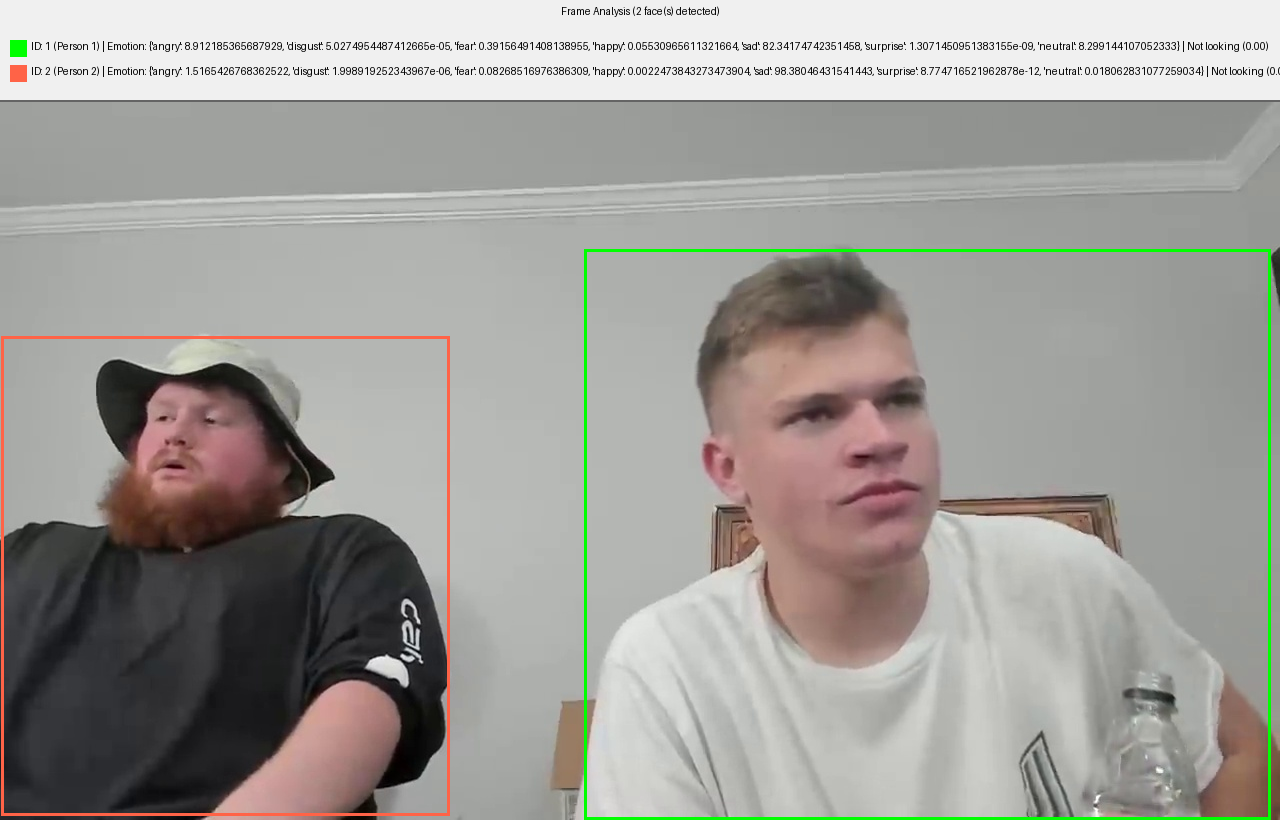 Frame Analysis (2 face(s) detected)
ID: 1 (Person 1) | Emotion: {'angry': 8.912185365687929, 'disgust': 5.0274954487412665e-05, 'fear': 0.39156491408138955, 'happy': 0.05530965611321664, 'sad': 82.34174742351458, 'surprise': 1.3071450951383155e-09, 'neutral': 8.299144107052333} | Not looking (0.00)
ID: 2 (Person 2) | Emotion: {'angry': 1.5165426768362522, 'disgust': 1.998919252343967e-06, 'fear': 0.08268516976386309, 'happy': 0.0022473843273473904, 'sad': 98.38046431541443, 'surprise': 8.774716521962878e-12, 'neutral': 0.018062831077259034} | Not looking (0.0